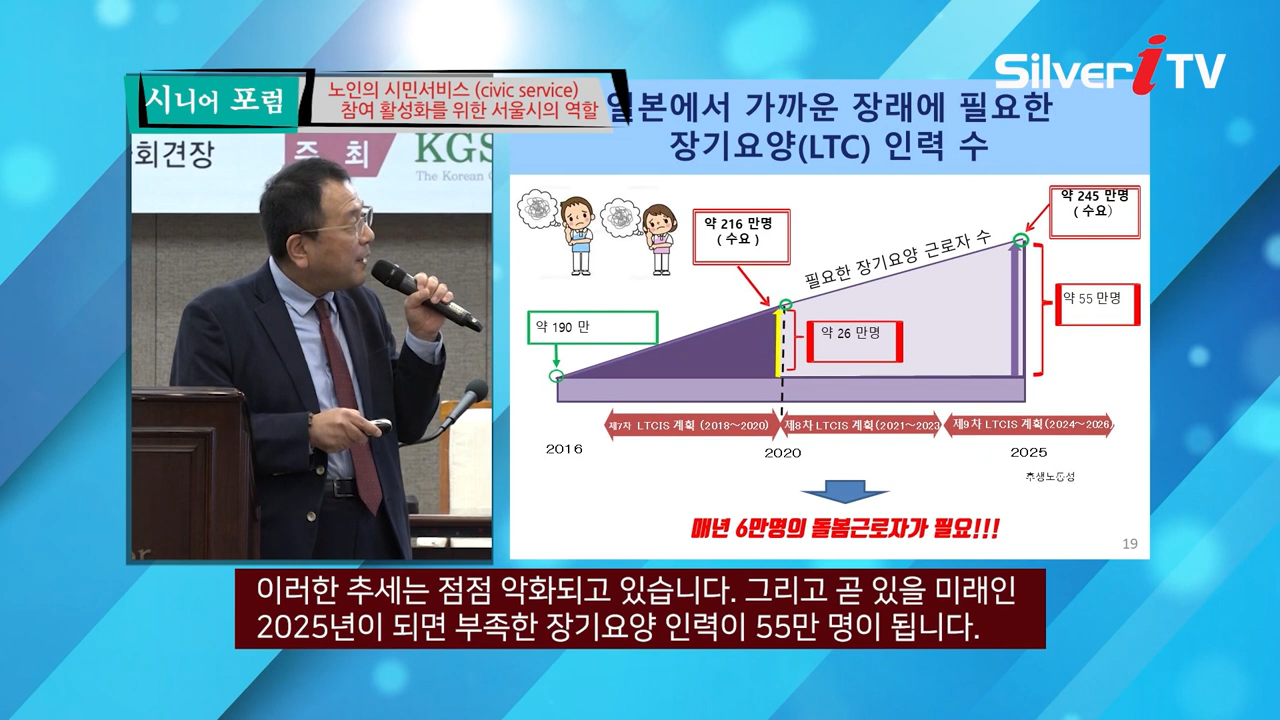 Silver i TV
시니어 포럼
노인의 시민서비스 (civic service)
참여 활성화를 위한 서울시의 역할
회견장
주 최
KGS
The Korean G
일본에서 가까운 장래에 필요한
장기요양(LTC) 인력 수
약 245 만명
( 수요)
약 216 만명
( 수요 )
필요한 장기요양 근로자 수
약 55 만명
약 190 만
약 26 만명
제7차 LTCIS 계획 (2018~2020)
제8차 LTCIS 계획(2021~2023
제9차 LTCIS 계획(2024~2026)
2016
2020
2025
후생노동성
매년 6만명의 돌봄근로자가 필요!!!
19
이러한 추세는 점점 악화되고 있습니다. 그리고 곧 있을 미래인
2025년이 되면 부족한 장기요양 인력이 55만 명이 됩니다.